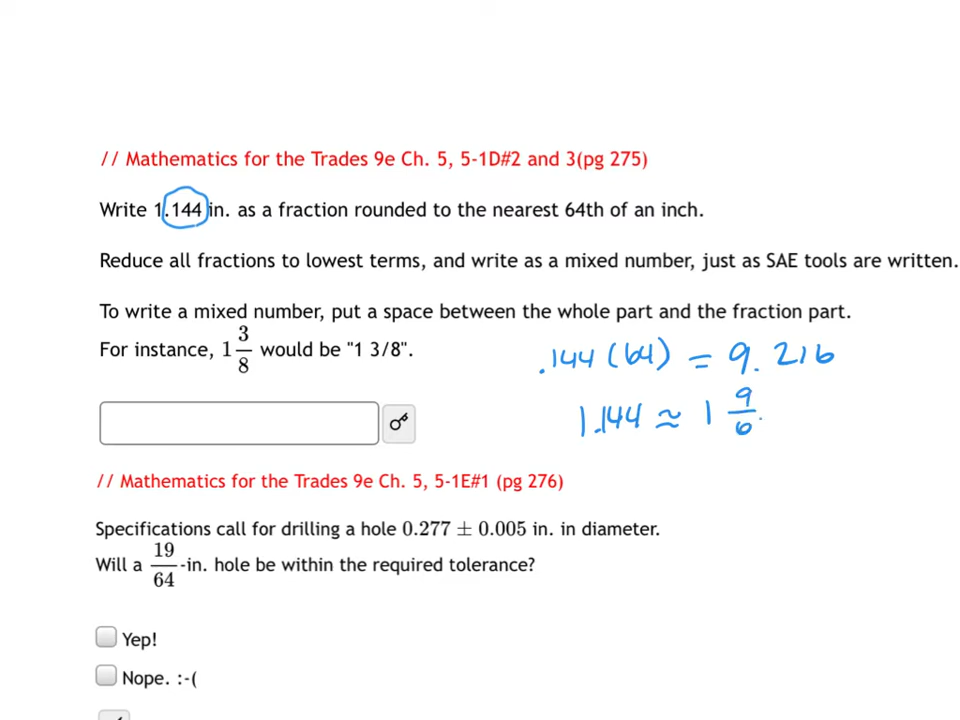 // Mathematics for the Trades 9e Ch. 5, 5-1D#2 and 3(pg 275)
Write 1.144 in. as a fraction rounded to the nearest 64th of an inch.
Reduce all fractions to lowest terms, and write as a mixed number, just as SAE tools are written.
To write a mixed number, put a space between the whole part and the fraction part.
For instance, 1 3/8 would be "1 3/8".
.144 (64) = 9.216
1.144 ≈ 1 9/6
// Mathematics for the Trades 9e Ch. 5, 5-1E#1 (pg 276)
Specifications call for drilling a hole 0.277 ± 0.005 in. in diameter.
Will a 19/64-in. hole be within the required tolerance?
Yep!
Nope. :-(